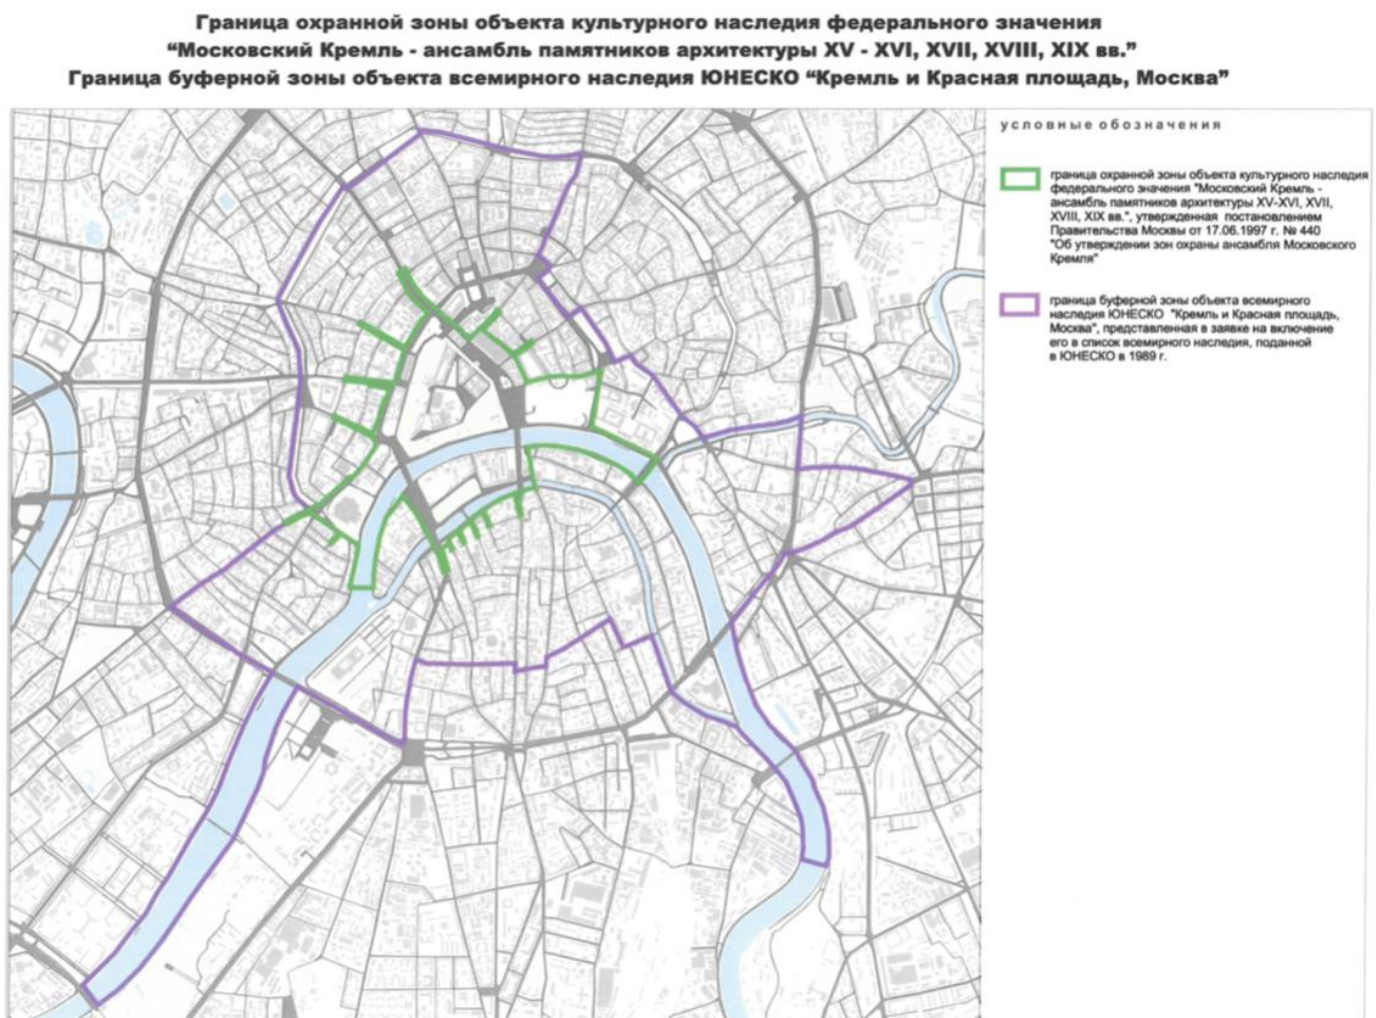 Граница охранной зоны объекта культурного наследия федерального значения
“Московский Кремль - ансамбль памятников архитектуры XV - XVI, XVII, XVIII, XIX вв.”
Граница буферной зоны объекта всемирного наследия ЮНЕСКО “Кремль и Красная площадь, Москва”
условные обозначения
граница охранной зоны объекта культурного наследия
федерального значения "Московский Кремль -
ансамбль памятников архитектуры XV-XVI, XVII,
XVIII, XIX вв.", утвержденная постановлением
Правительства Москвы от 17.06.1997 г. № 440
"Об утверждении зон охраны ансамбля Московского
Кремля"
граница буферной зоны объекта всемирного
наследия ЮНЕСКО "Кремль и Красная площадь,
Москва", представленная в заявке на включение
его в список всемирного наследия, поданной
в ЮНЕСКО в 1989 г.